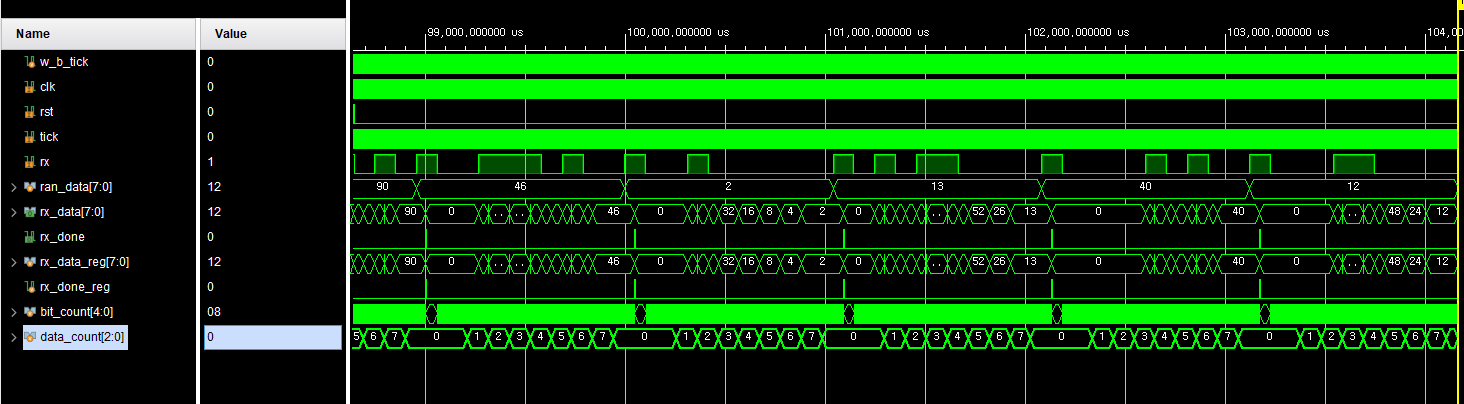 Name Value 99,000,000000 us 100,000,000000 us 101,000,000000 us 102,000,000000 us 103,000,000000 us 104,0
w_b_tick 0
clk 0
rst 0
tick 0
rx 1
ran_data[7:0] 12 90 46 2 13 40 12
rx_data[7:0] 12 90 0 .. .. 46 0 32 16 8 4 2 0 .. 52 26 13 0 40 0 .. 48 24 12
rx_done 0
rx_data_reg[7:0] 12 90 0 .. .. 46 0 32 16 8 4 2 0 .. 52 26 13 0 40 0 .. 48 24 12
rx_done_reg 0
bit_count[4:0] 08
data_count[2:0] 0 5 6 7 0 1 2 3 4 5 6 7 0 1 2 3 4 5 6 7 0 1 2 3 4 5 6 7 0 1 2 3 4 5 6 7 0 1 2 3 4 5 6 7